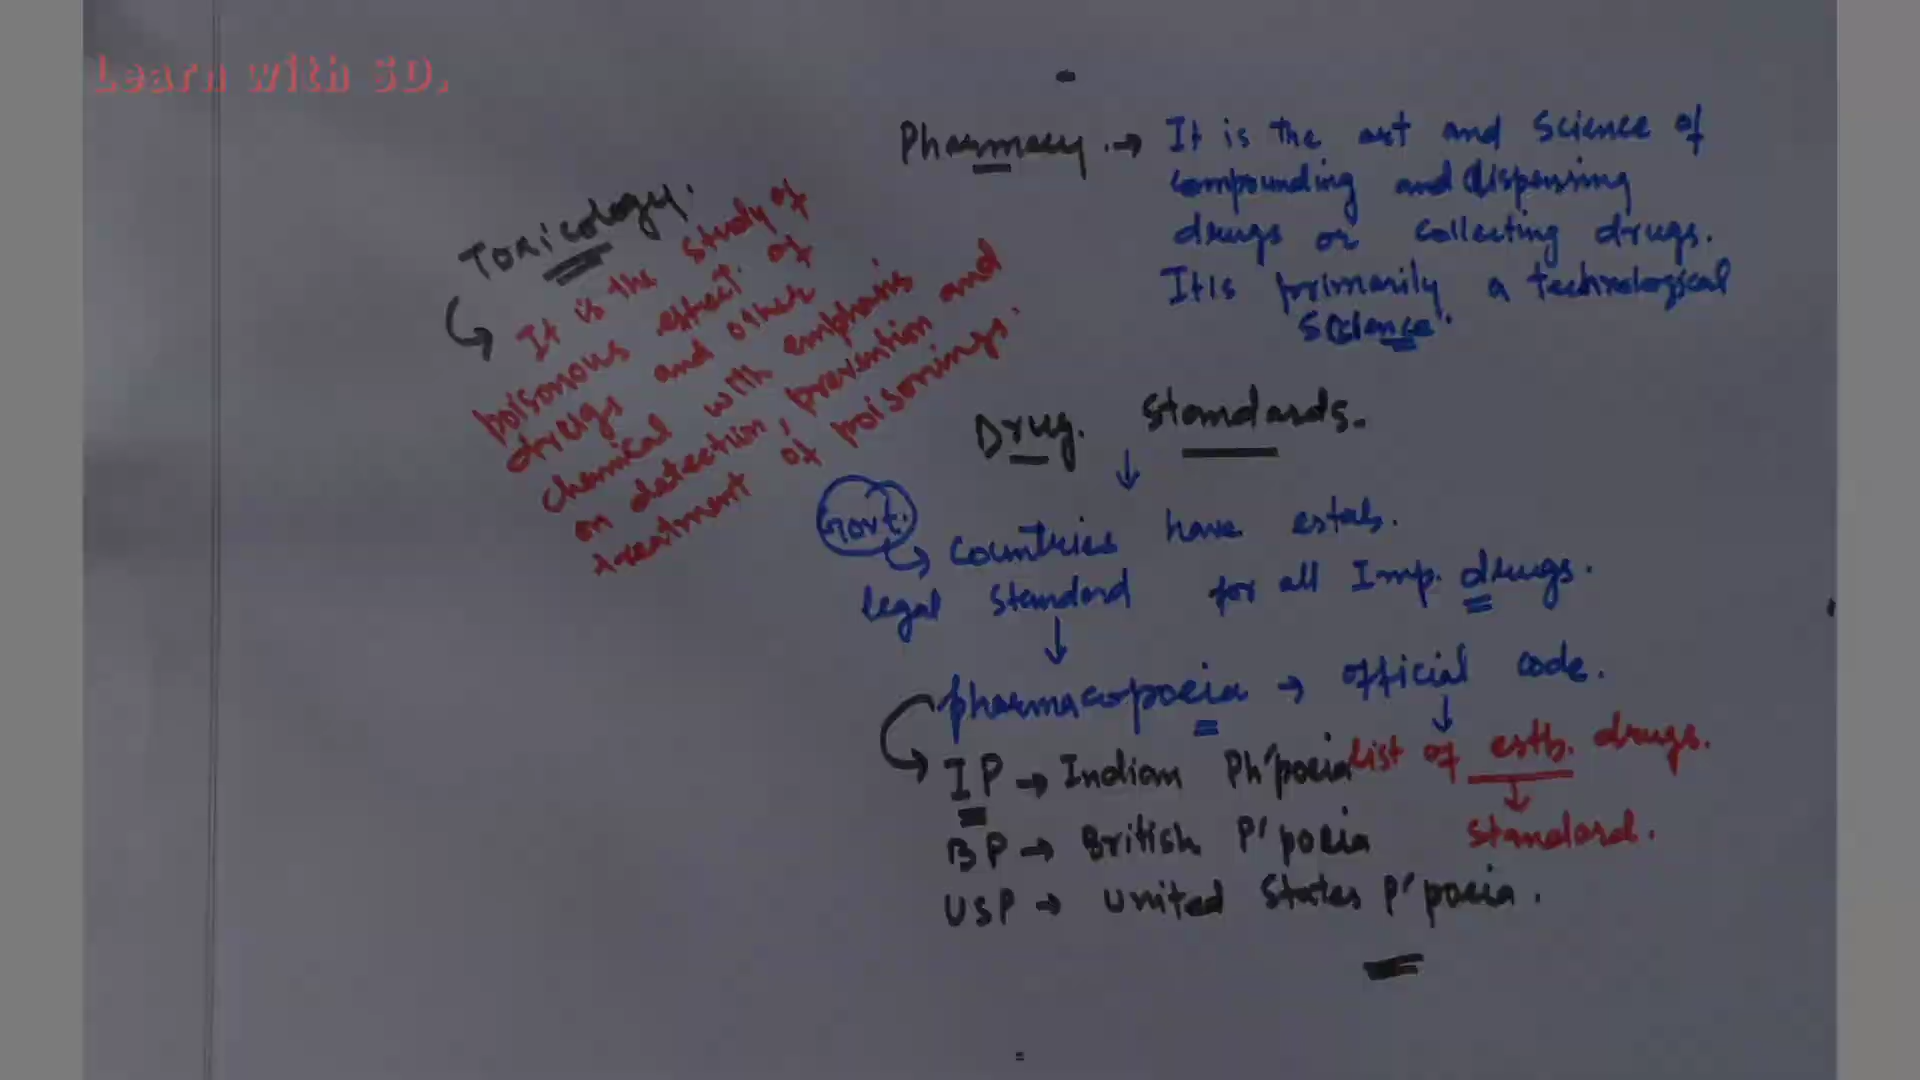 Learn with SD.
Pharmacy. → It is the art and science of
compounding and dispensing
drugs or collecting drugs.
It is primarily a technological
science.
Toxicology.
It is the study of
poisonous effect of
drugs and other
chemical with emphasis
on detection, prevention and
treatment of poisonings.
Drug. Standards.
Govt.
countries have estab.
legal standard for all Imp. drugs.
pharmacopoeia → official code.
IP → Indian Ph'poeia
list of estb. drugs.
standard.
BP → British P'poeia
USP → United States P'poeia.